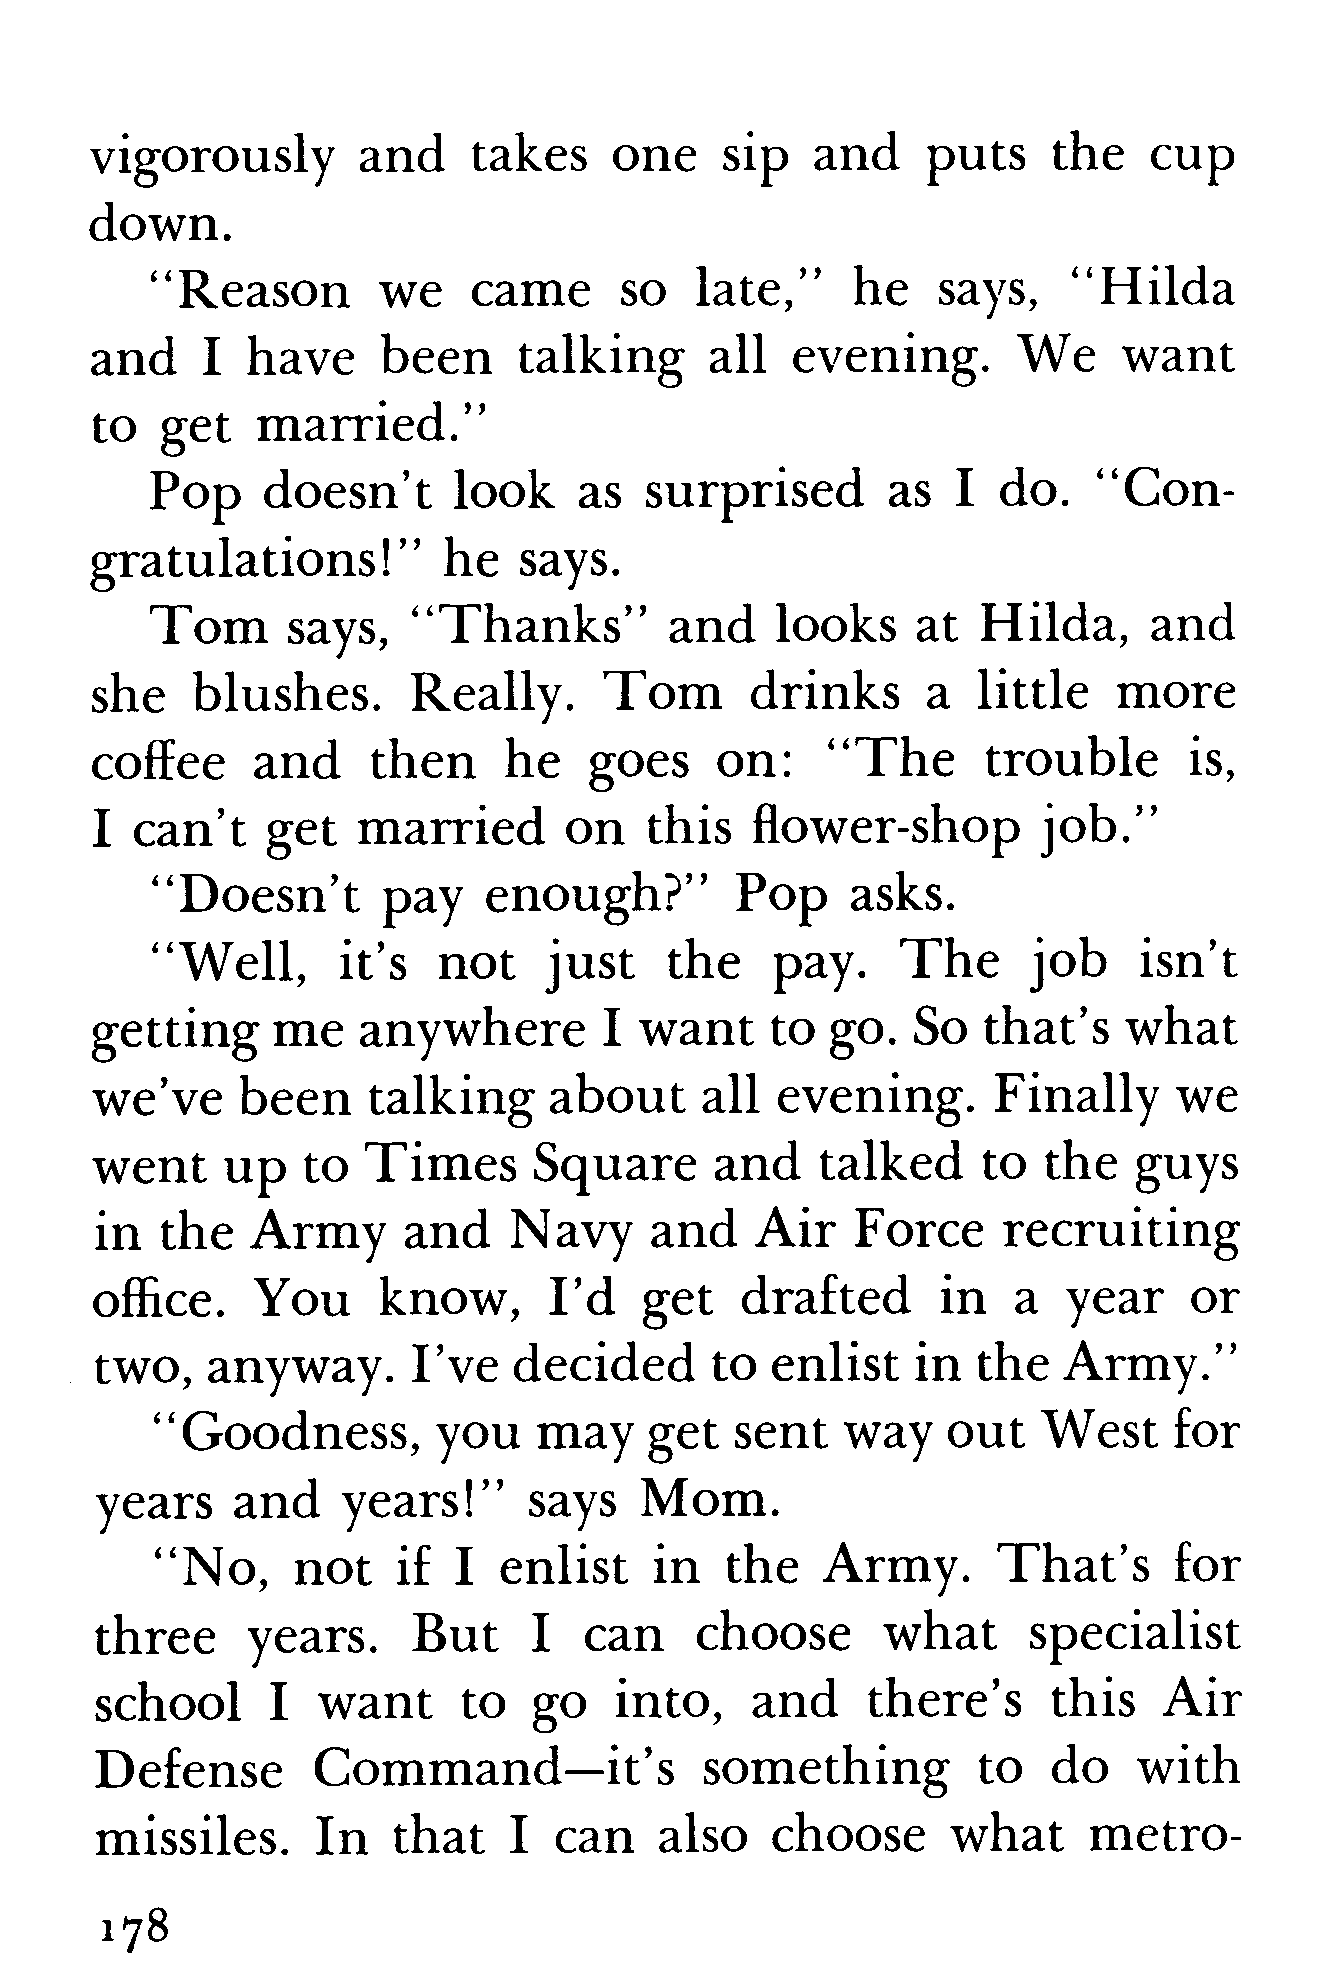 vigorously and takes one sip and puts the cup
down.
“Reason we came so late,” he says, “Hilda
and I have been talking all evening. We want
to get married.”
Pop doesn’t look as surprised as I do. “Con-
gratulations!” he says.
Tom says, “Thanks” and looks at Hilda, and
she blushes. Really. Tom drinks a little more
coffee and then he goes on: “The trouble is,
I can’t get married on this flower-shop job.”
“Doesn’t pay enough?” Pop asks.
“Well, it’s not just the pay. The job isn’t
getting me anywhere I want to go. So that’s what
we’ve been talking about all evening. Finally we
went up to Times Square and talked to the guys
in the Army and Navy and Air Force recruiting
office. You know, I’d get drafted in a year or
two, anyway. I’ve decided to enlist in the Army.”
“Goodness, you may get sent way out West for
years and years!” says Mom.
“No, not if I enlist in the Army. That’s for
three years. But I can choose what specialist
school I want to go into, and there’s this Air
Defense Command—it’s something to do with
missiles. In that I can also choose what metro-
178